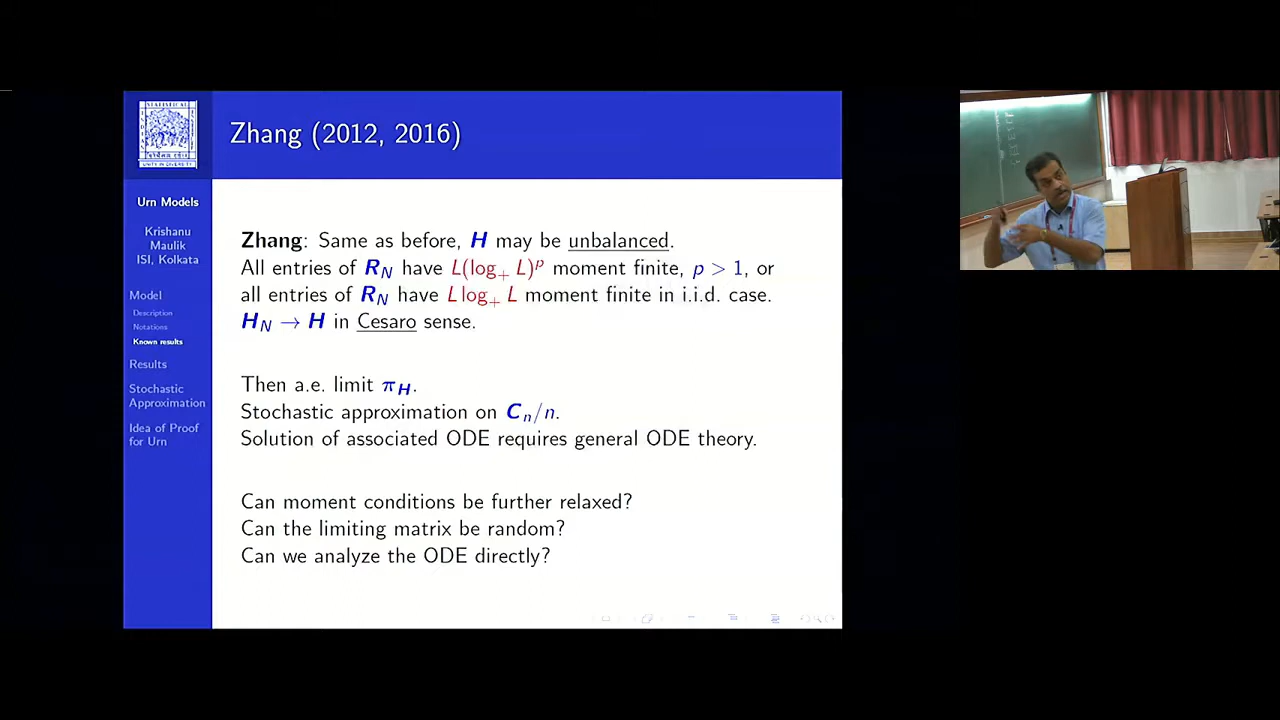 Zhang (2012, 2016)
Urn Models
Krishanu
Maulik
ISI, Kolkata
Model
Description
Notations
Known results
Results
Stochastic
Approximation
Idea of Proof
for Urn
Zhang: Same as before, H may be unbalanced.
All entries of R_N have L(log₊ L)^p moment finite, p > 1, or
all entries of R_N have L log₊ L moment finite in i.i.d. case.
H_N → H in Cesaro sense.
Then a.e. limit π_H.
Stochastic approximation on C_n/n.
Solution of associated ODE requires general ODE theory.
Can moment conditions be further relaxed?
Can the limiting matrix be random?
Can we analyze the ODE directly?